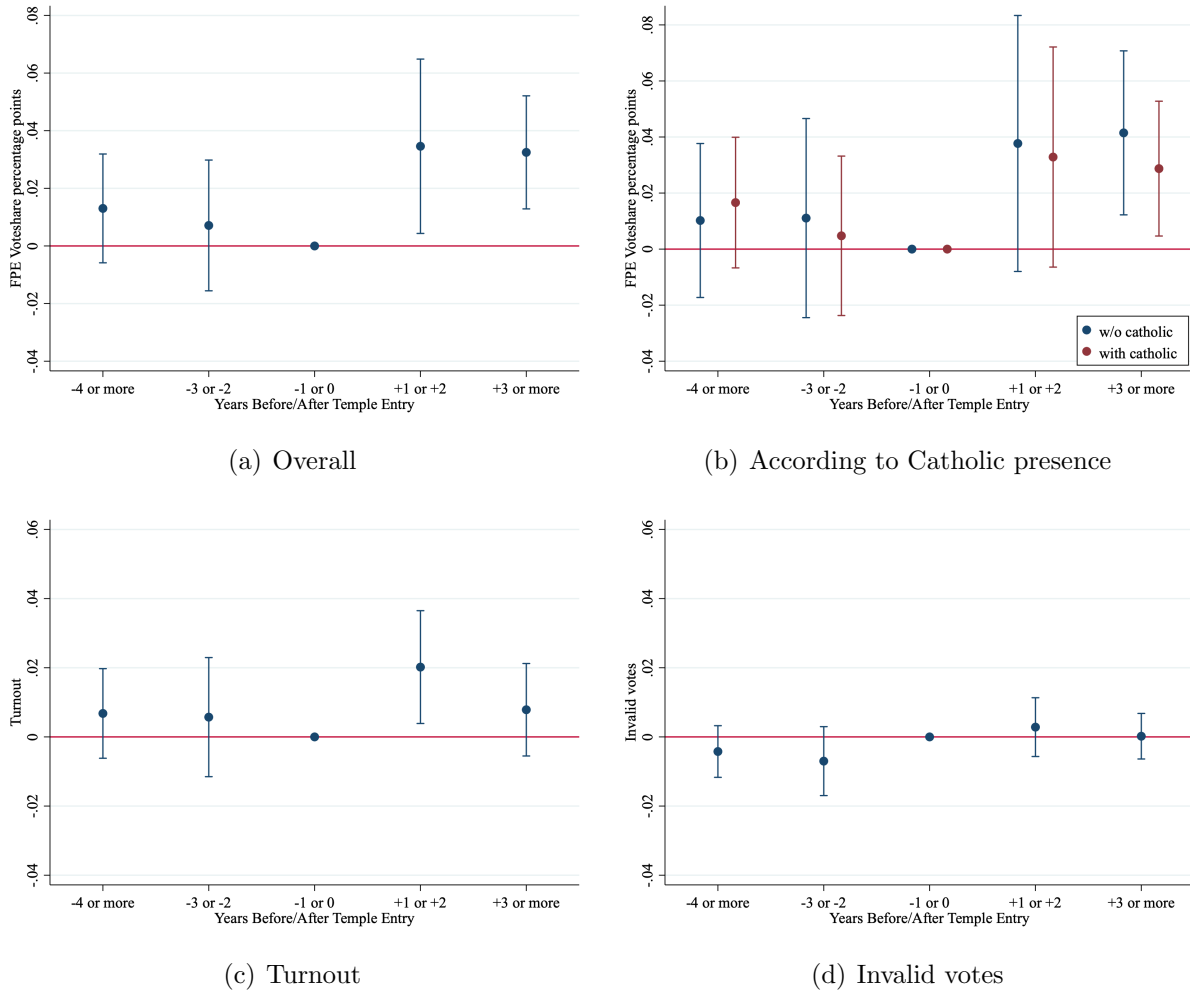 FPE Voteshare percentage points
.08
.06
.04
.02
0
-.02
-.04
-4 or more
-3 or -2
-1 or 0
+1 or +2
+3 or more
Years Before/After Temple Entry
(a) Overall
FPE Voteshare percentage points
.08
.06
.04
.02
0
-.02
-.04
w/o catholic
with catholic
-4 or more
-3 or -2
-1 or 0
+1 or +2
+3 or more
Years Before/After Temple Entry
(b) According to Catholic presence
Turnout
.06
.04
.02
0
-.02
-.04
-4 or more
-3 or -2
-1 or 0
+1 or +2
+3 or more
Years Before/After Temple Entry
(c) Turnout
Invalid votes
.06
.04
.02
0
-.02
-.04
-4 or more
-3 or -2
-1 or 0
+1 or +2
+3 or more
Years Before/After Temple Entry
(d) Invalid votes